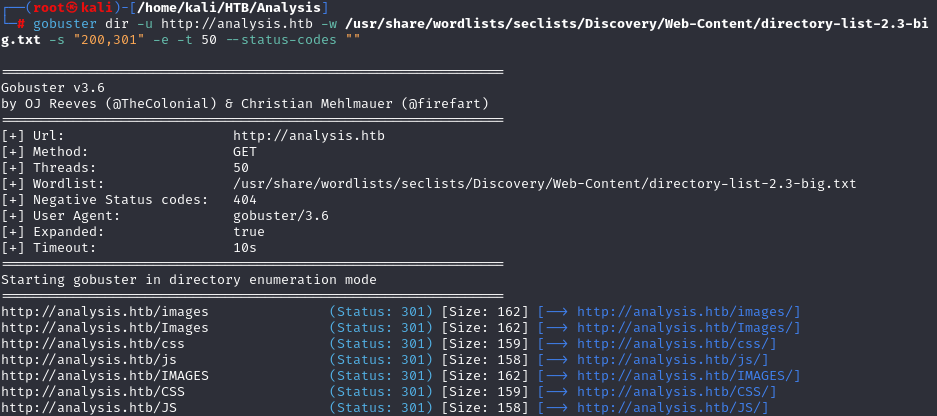 ┌──(root㉿kali)-[/home/kali/HTB/Analysis]
└─# gobuster dir -u http://analysis.htb -w /usr/share/wordlists/seclists/Discovery/Web-Content/directory-list-2.3-bi
g.txt -s "200,301" -e -t 50 --status-codes ""
===============================================================
Gobuster v3.6
by OJ Reeves (@TheColonial) & Christian Mehlmauer (@firefart)
===============================================================
[+] Url:                     http://analysis.htb
[+] Method:                  GET
[+] Threads:                 50
[+] Wordlist:                /usr/share/wordlists/seclists/Discovery/Web-Content/directory-list-2.3-big.txt
[+] Negative Status codes:   404
[+] User Agent:              gobuster/3.6
[+] Expanded:                true
[+] Timeout:                 10s
===============================================================
Starting gobuster in directory enumeration mode
===============================================================
http://analysis.htb/images               (Status: 301) [Size: 162] [--> http://analysis.htb/images/]
http://analysis.htb/Images               (Status: 301) [Size: 162] [--> http://analysis.htb/Images/]
http://analysis.htb/css                  (Status: 301) [Size: 159] [--> http://analysis.htb/css/]
http://analysis.htb/js                   (Status: 301) [Size: 158] [--> http://analysis.htb/js/]
http://analysis.htb/IMAGES               (Status: 301) [Size: 162] [--> http://analysis.htb/IMAGES/]
http://analysis.htb/CSS                  (Status: 301) [Size: 159] [--> http://analysis.htb/CSS/]
http://analysis.htb/JS                   (Status: 301) [Size: 158] [--> http://analysis.htb/JS/]